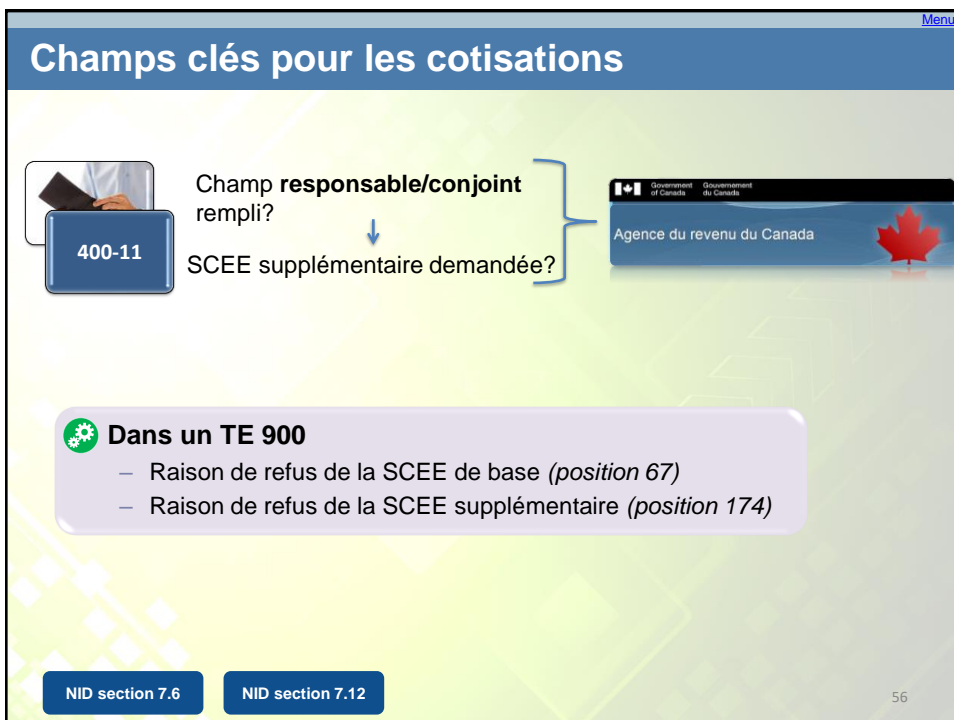 Menu
Champs clés pour les cotisations
400-11
Champ responsable/conjoint
rempli?
SCEE supplémentaire demandée?
Government Gouvernement
of Canada du Canada
Agence du revenu du Canada
Dans un TE 900
– Raison de refus de la SCEE de base (position 67)
– Raison de refus de la SCEE supplémentaire (position 174)
NID section 7.6
NID section 7.12
56